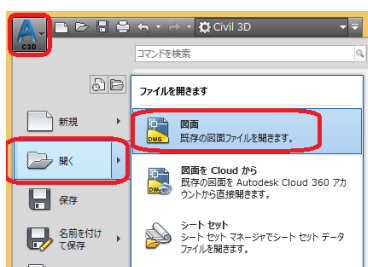 A
C3D
Civil 3D
コマンドを検索
ファイルを開きます
新規
図面
DWG
既存の図面ファイルを開きます。
開く
図面を Cloud から
既存の図面を Autodesk Cloud 360 アカ
ウントから直接開きます。
保存
シート セット
シート セット マネージャでシート セット データ
ファイルを開きます。
名前を付け
て保存